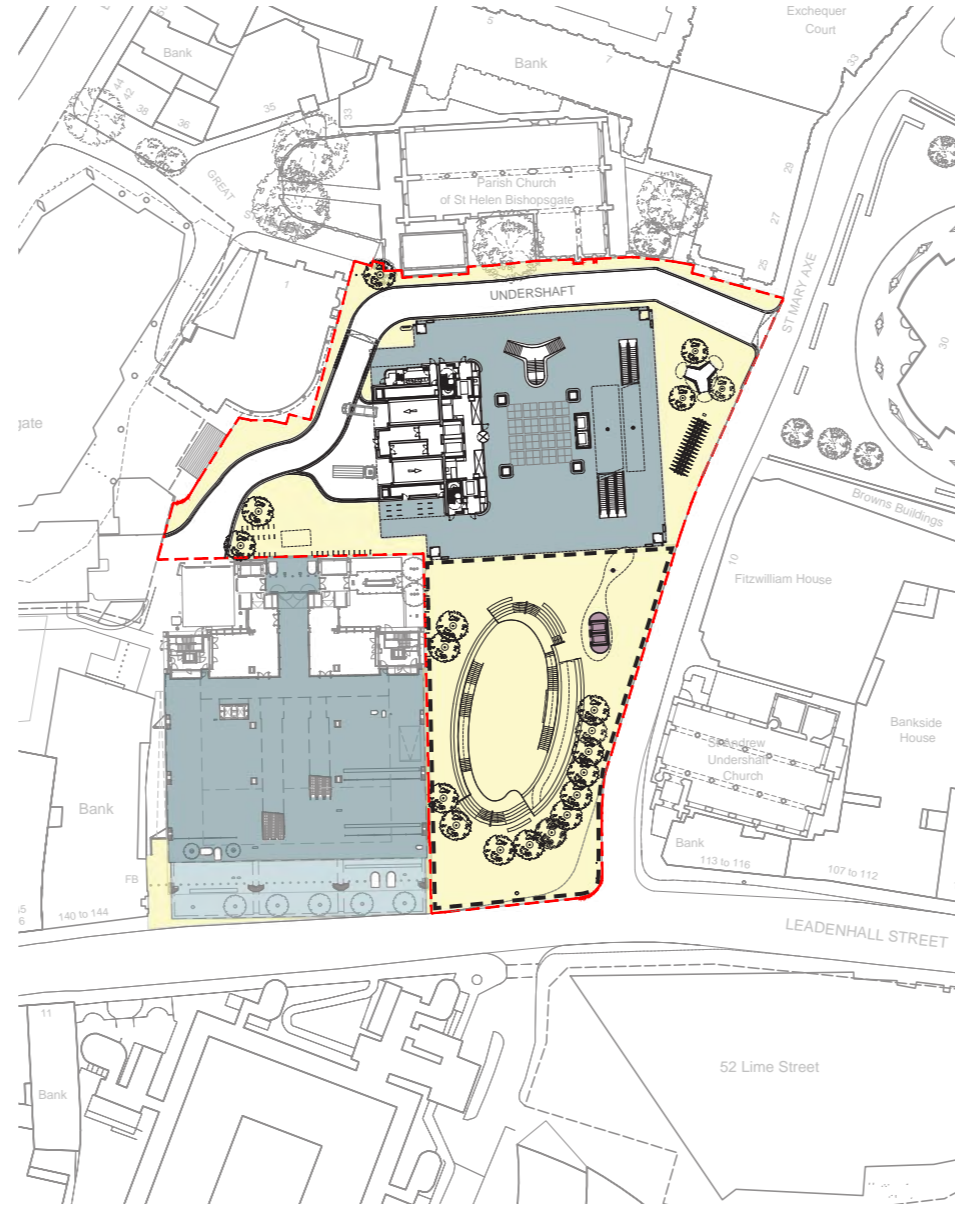 Exchequer
Court
5
Bank
Bank
7
33
44
42
38
36
35
33
29
Parish Church
of St Helen Bishopsgate
GREAT
27
25
ST MARY AXE
1
UNDERSHAFT
30
gate
Browns Buildings
10
Fitzwilliam House
Bankside
House
St Andrew
Undershaft
Church
Bank
Bank
113 to 116
107 to 112
FB
140 to 144
LEADENHALL STREET
11
52 Lime Street
Bank